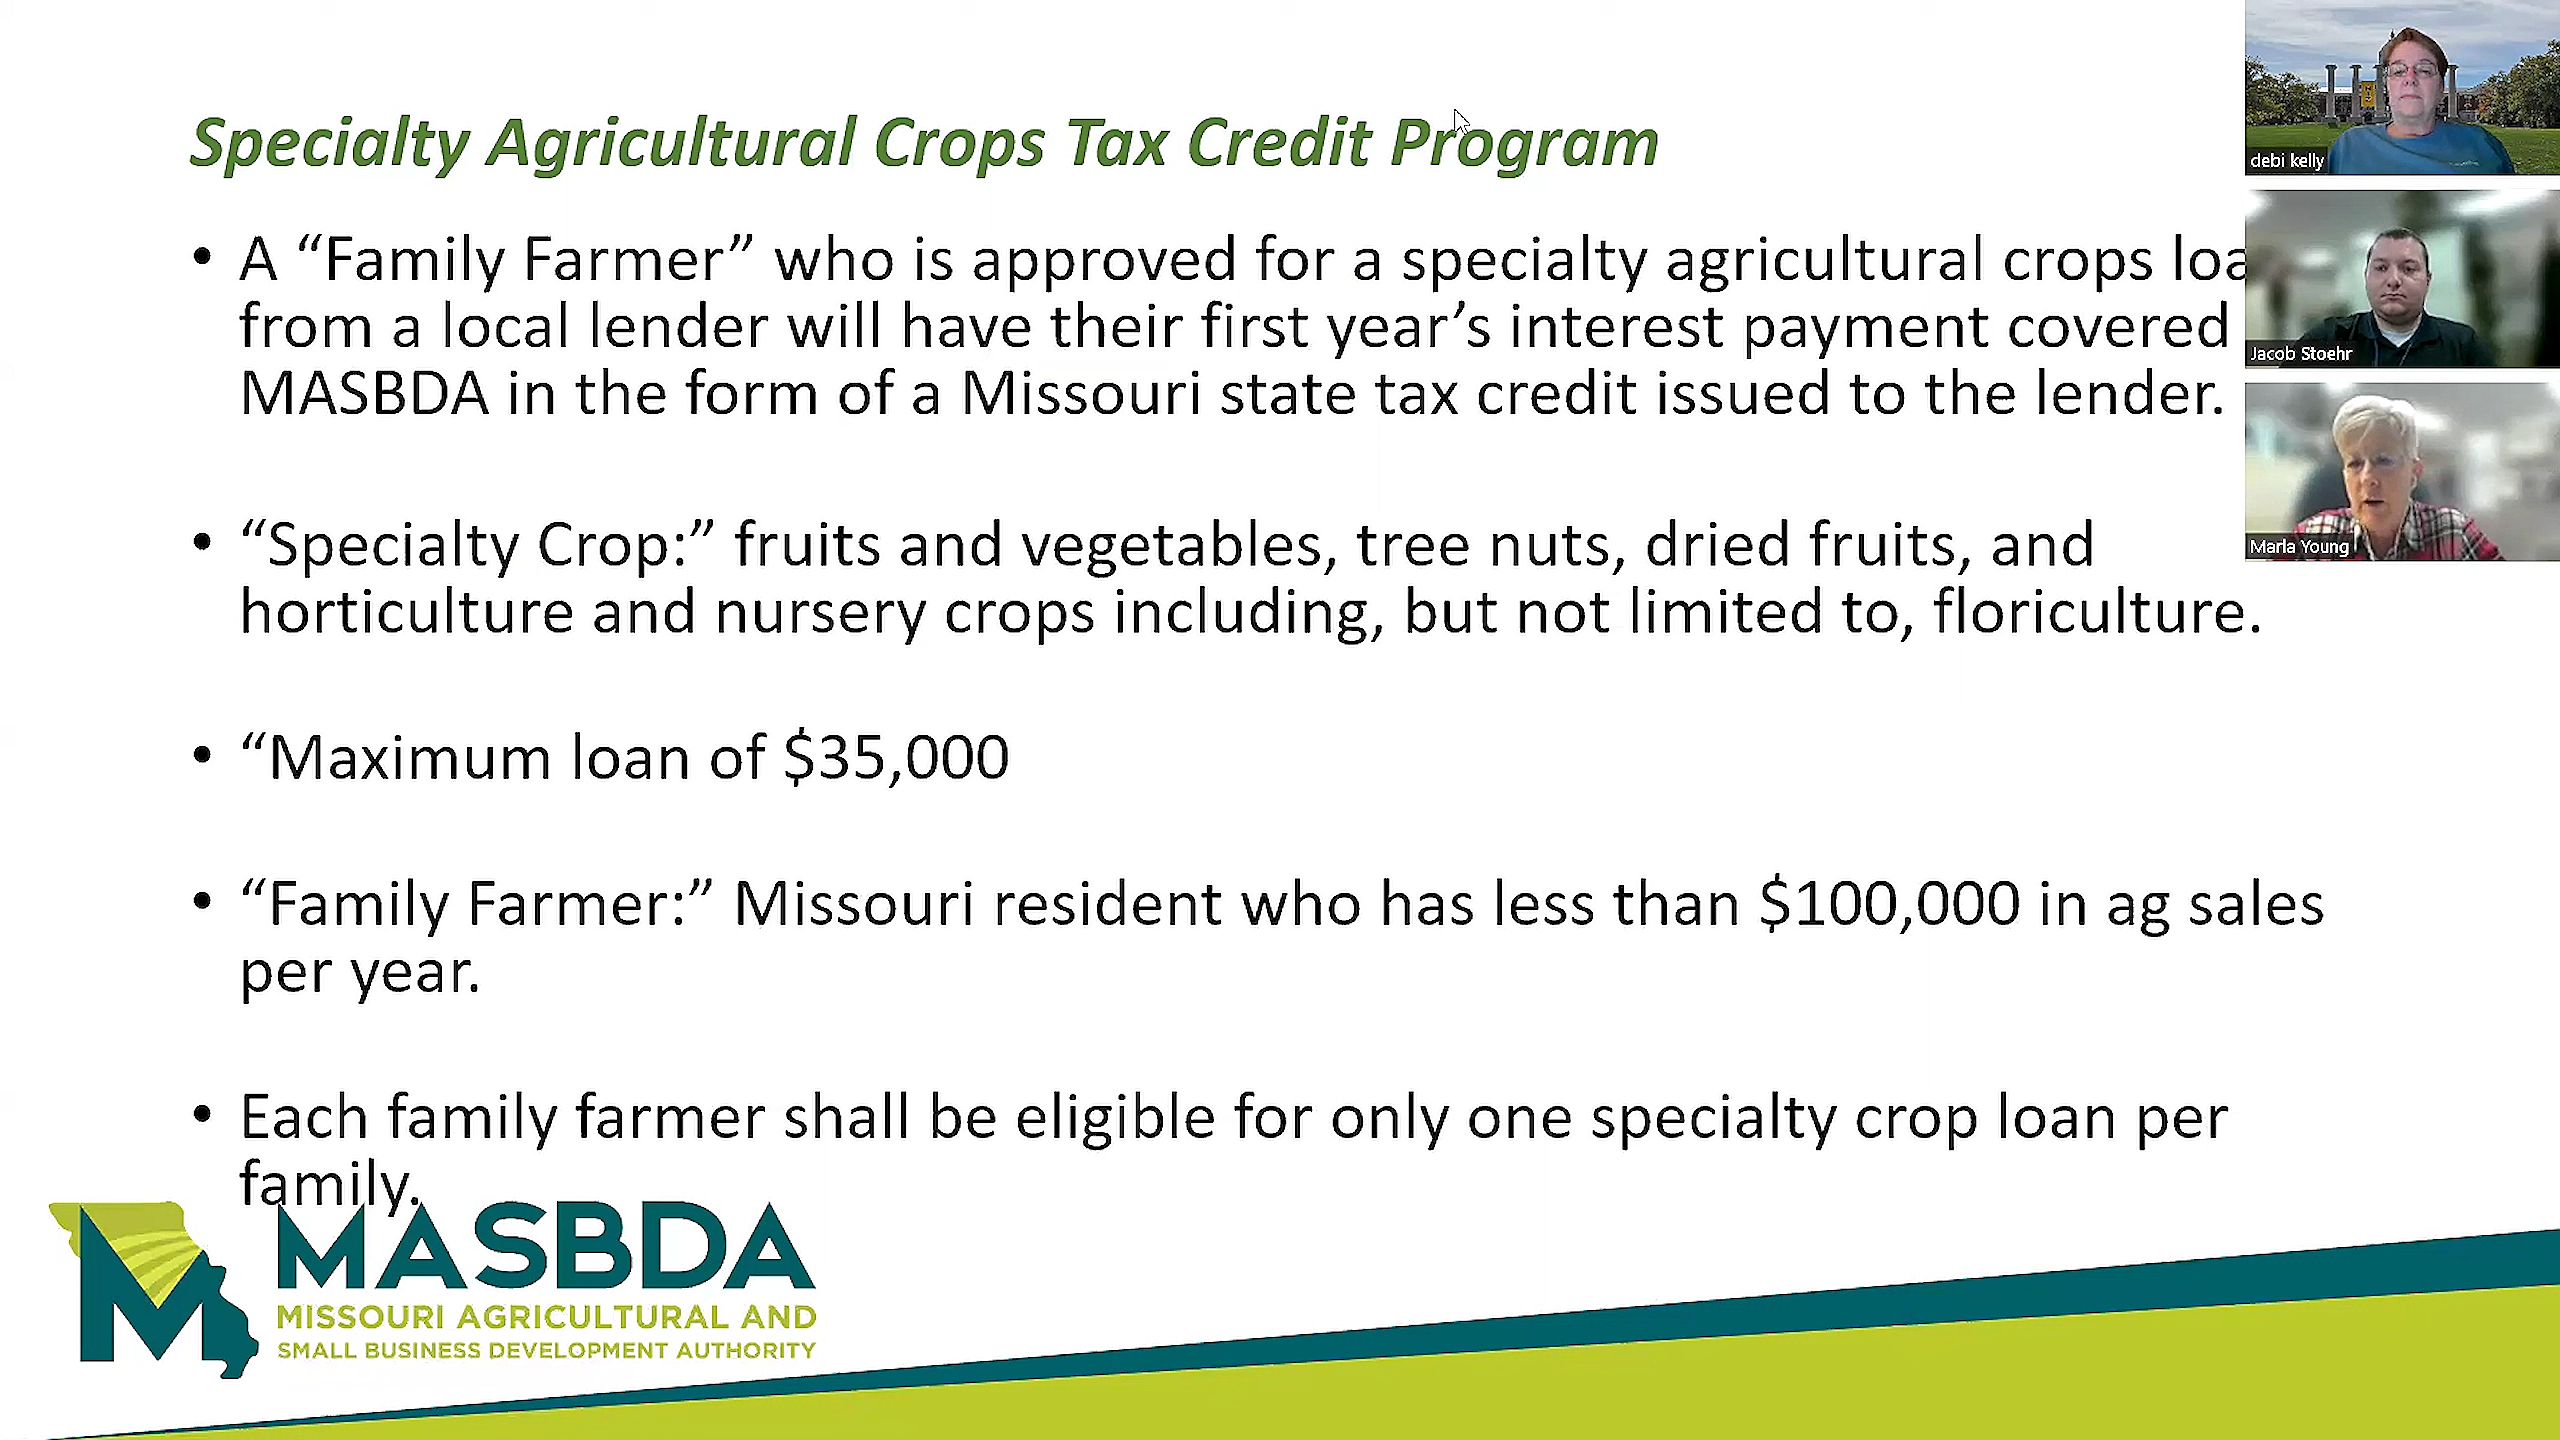 Specialty Agricultural Crops Tax Credit Program
• A “Family Farmer” who is approved for a specialty agricultural crops loa
from a local lender will have their first year’s interest payment covered
MASBDA in the form of a Missouri state tax credit issued to the lender.
• “Specialty Crop:” fruits and vegetables, tree nuts, dried fruits, and
horticulture and nursery crops including, but not limited to, floriculture.
• “Maximum loan of $35,000
• “Family Farmer:” Missouri resident who has less than $100,000 in ag sales
per year.
• Each family farmer shall be eligible for only one specialty crop loan per
family.
MASBDA
MISSOURI AGRICULTURAL AND
SMALL BUSINESS DEVELOPMENT AUTHORITY
debi kelly
Jacob Stoehr
Marla Young